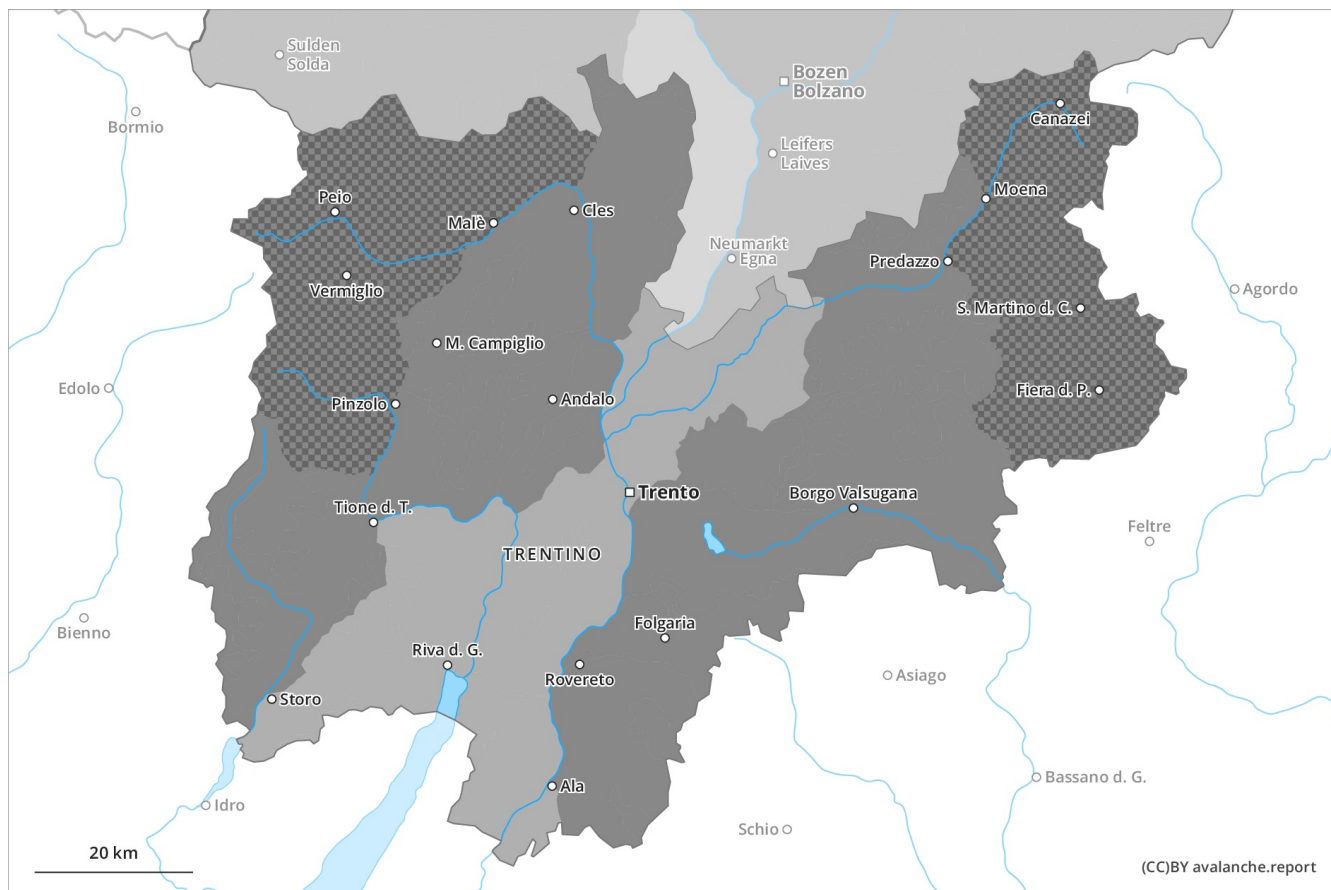 Sulden
Solda
Bozen
Bolzano
Bormio
Canazei
Leifers
Laives
Peio
Malè
Cles
Moena
Neumarkt
Egna
Predazzo
Vermiglio
Agordo
S. Martino d. C.
M. Campiglio
Edolo
Pinzolo
Andalo
Fiera d. P.
Trento
Borgo Valsugana
Tione d. T.
Feltre
TRENTINO
Bienno
Folgaria
Riva d. G.
Rovereto
Asiago
Storo
Ala
Bassano d. G.
Idro
Schio
20 km
(CC)BY avalanche.report